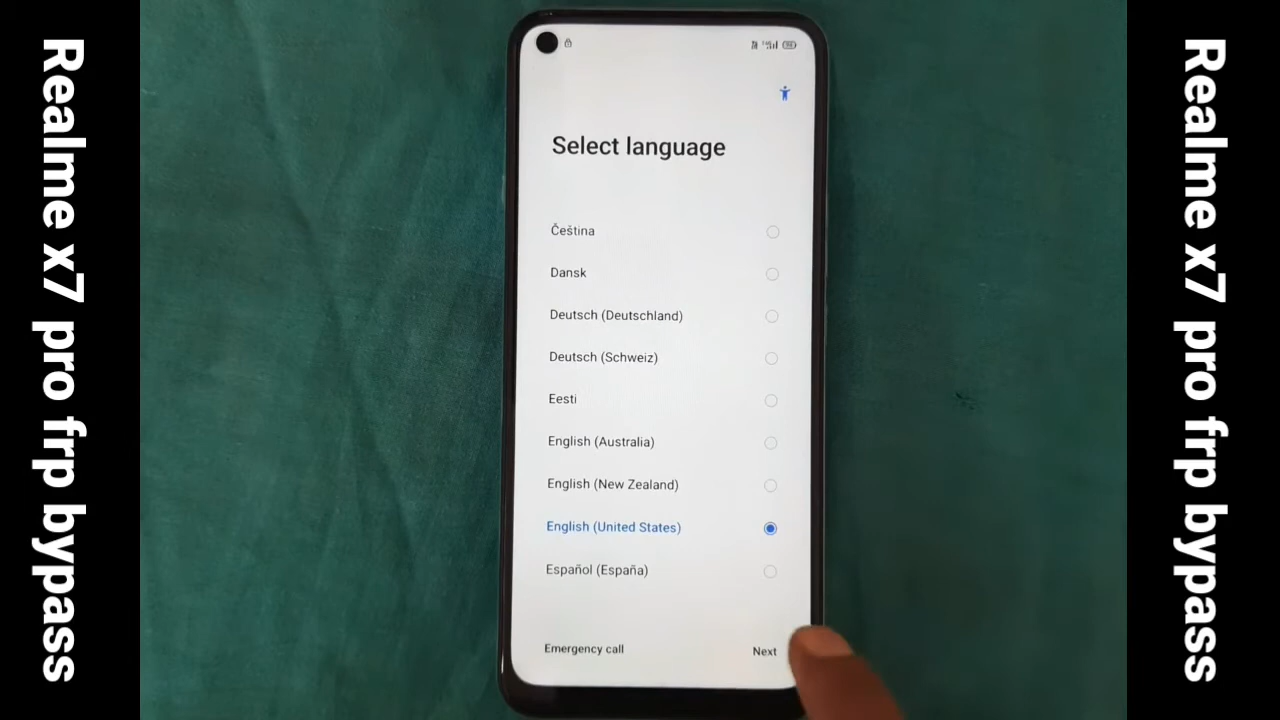 Realme x7 pro frp bypass
Select language
Čeština
Dansk
Deutsch (Deutschland)
Deutsch (Schweiz)
Eesti
English (Australia)
English (New Zealand)
English (United States)
Español (España)
Emergency call
Next
Realme x7 pro frp bypass